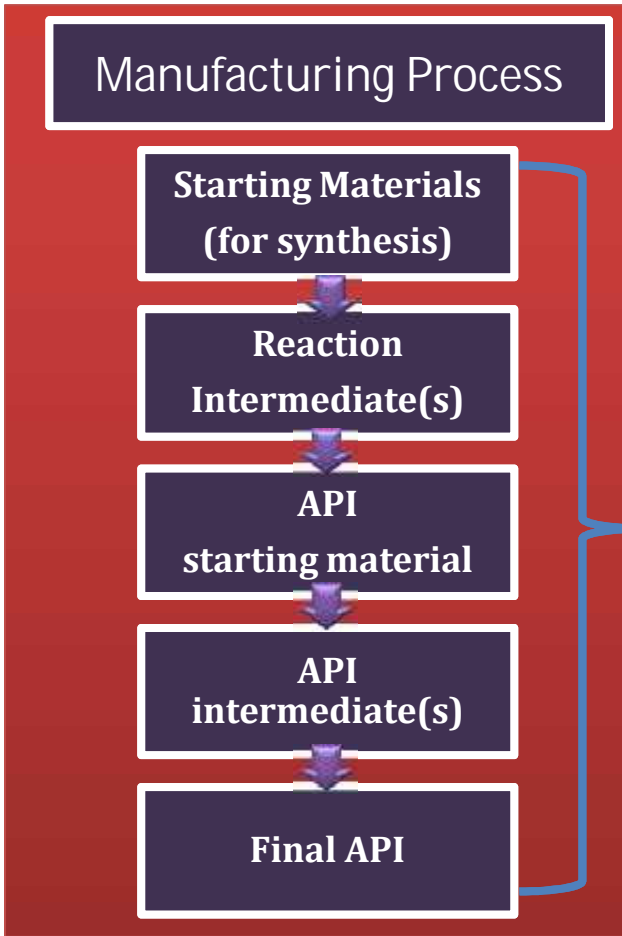 Manufacturing Process
Starting Materials
(for synthesis)
Reaction
Intermediate(s)
API
starting material
API
intermediate(s)
Final API